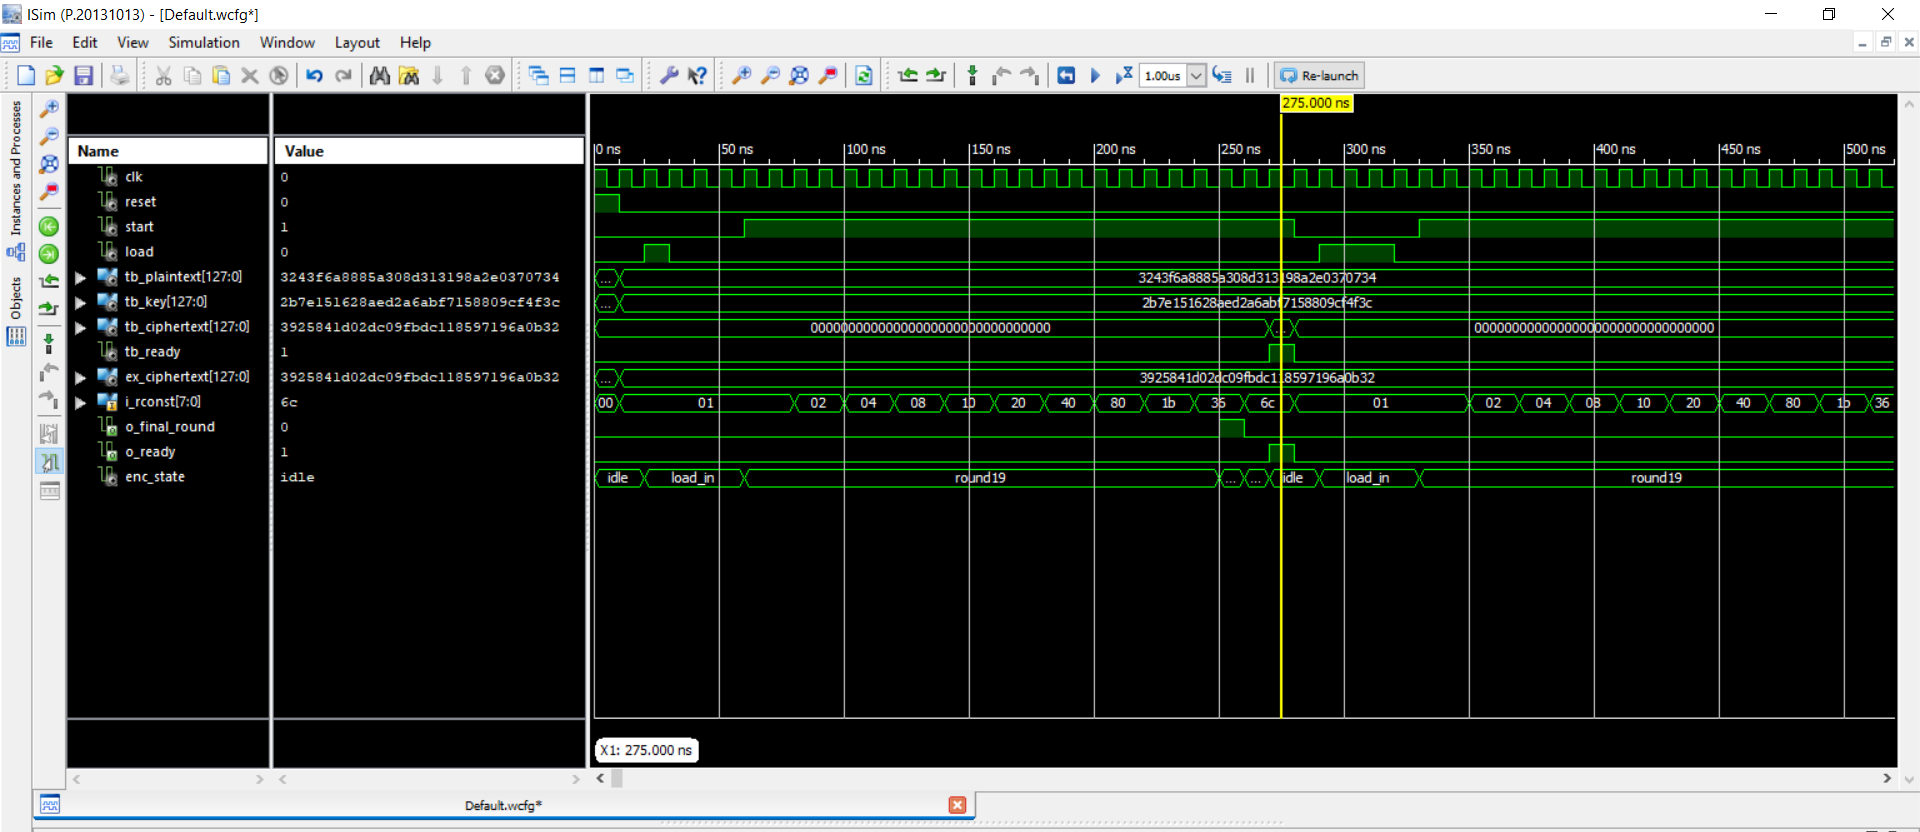 ISim (P.20131013) - [Default.wcfg*]
File Edit View Simulation Window Layout Help
1.00us Re-launch
Instances and Processes
Objects
275.000 ns
Name Value
0 ns 50 ns 100 ns 150 ns 200 ns 250 ns 300 ns 350 ns 400 ns 450 ns 500 ns
clk 0
reset 0
start 1
load 0
tb_plaintext[127:0] 3243f6a8885a308d313198a2e0370734 ... 3243f6a8885a308d313198a2e0370734
tb_key[127:0] 2b7e151628aed2a6abf7158809cf4f3c ... 2b7e151628aed2a6abf7158809cf4f3c
tb_ciphertext[127:0] 3925841d02dc09fbdc118597196a0b32 00000000000000000000000000000000 ... 00000000000000000000000000000000
tb_ready 1
ex_ciphertext[127:0] 3925841d02dc09fbdc118597196a0b32 ... 3925841d02dc09fbdc118597196a0b32
i_rconst[7:0] 6c 00 01 02 04 08 10 20 40 80 1b 36 6c 01 02 04 08 10 20 40 80 1b 36
o_final_round 0
o_ready 1
enc_state idle idle load_in round19 ... ... idle load_in round19
X1: 275.000 ns
Default.wcfg*